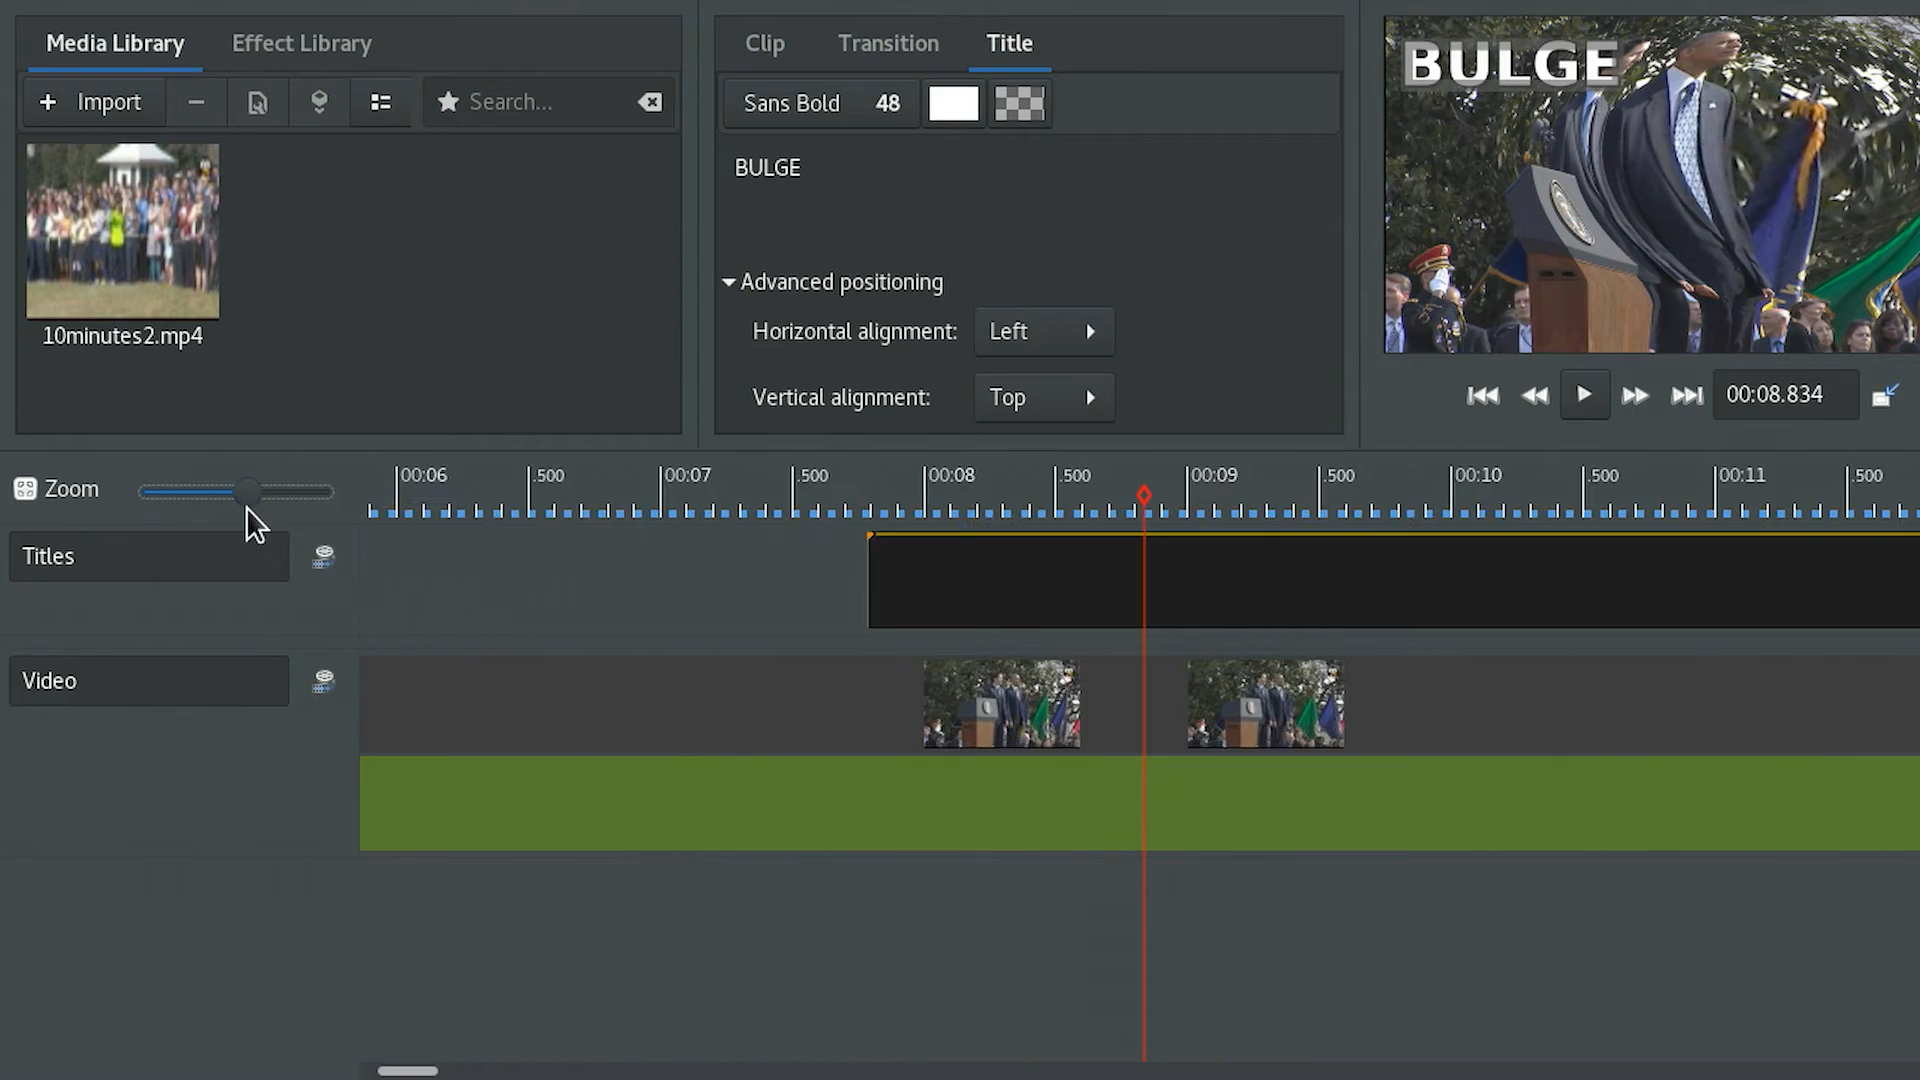 Media Library Effect Library
Import Search...
10minutes2.mp4
Clip Transition Title
Sans Bold 48
BULGE
Advanced positioning
Horizontal alignment: Left
Vertical alignment: Top
BULGE
00:08.834
Zoom
00:06 .500 00:07 .500 00:08 .500 00:09 .500 00:10 .500 00:11 .500
Titles
Video